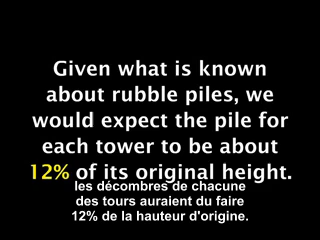 Given what is known
about rubble piles, we
would expect the pile for
each tower to be about
12% of its original height.
les décombres de chacune
des tours auraient du faire
12% de la hauteur d'origine.